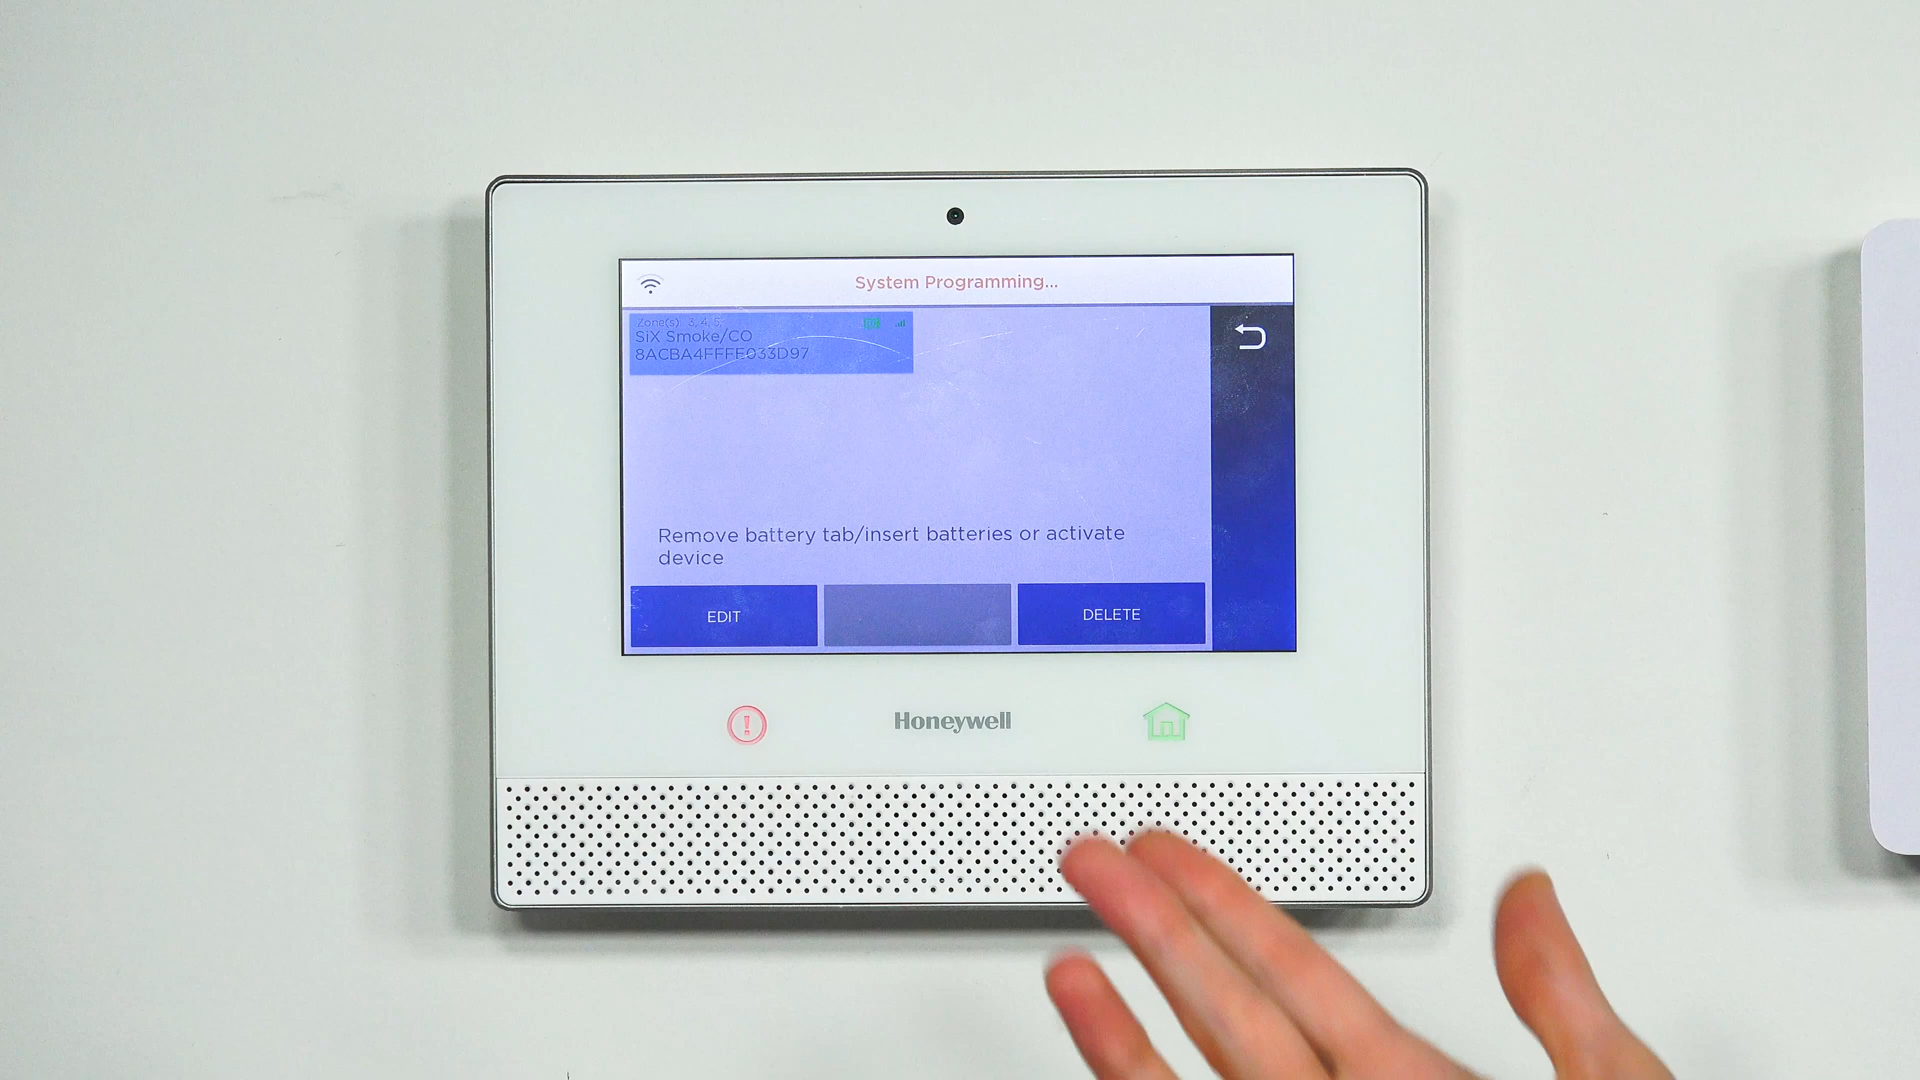 System Programming...
Zone(s) 3, 4, 5,
SiX Smoke/CO
8ACBA4FFFE033D97
Remove battery tab/insert batteries or activate
device
EDIT
DELETE
Honeywell